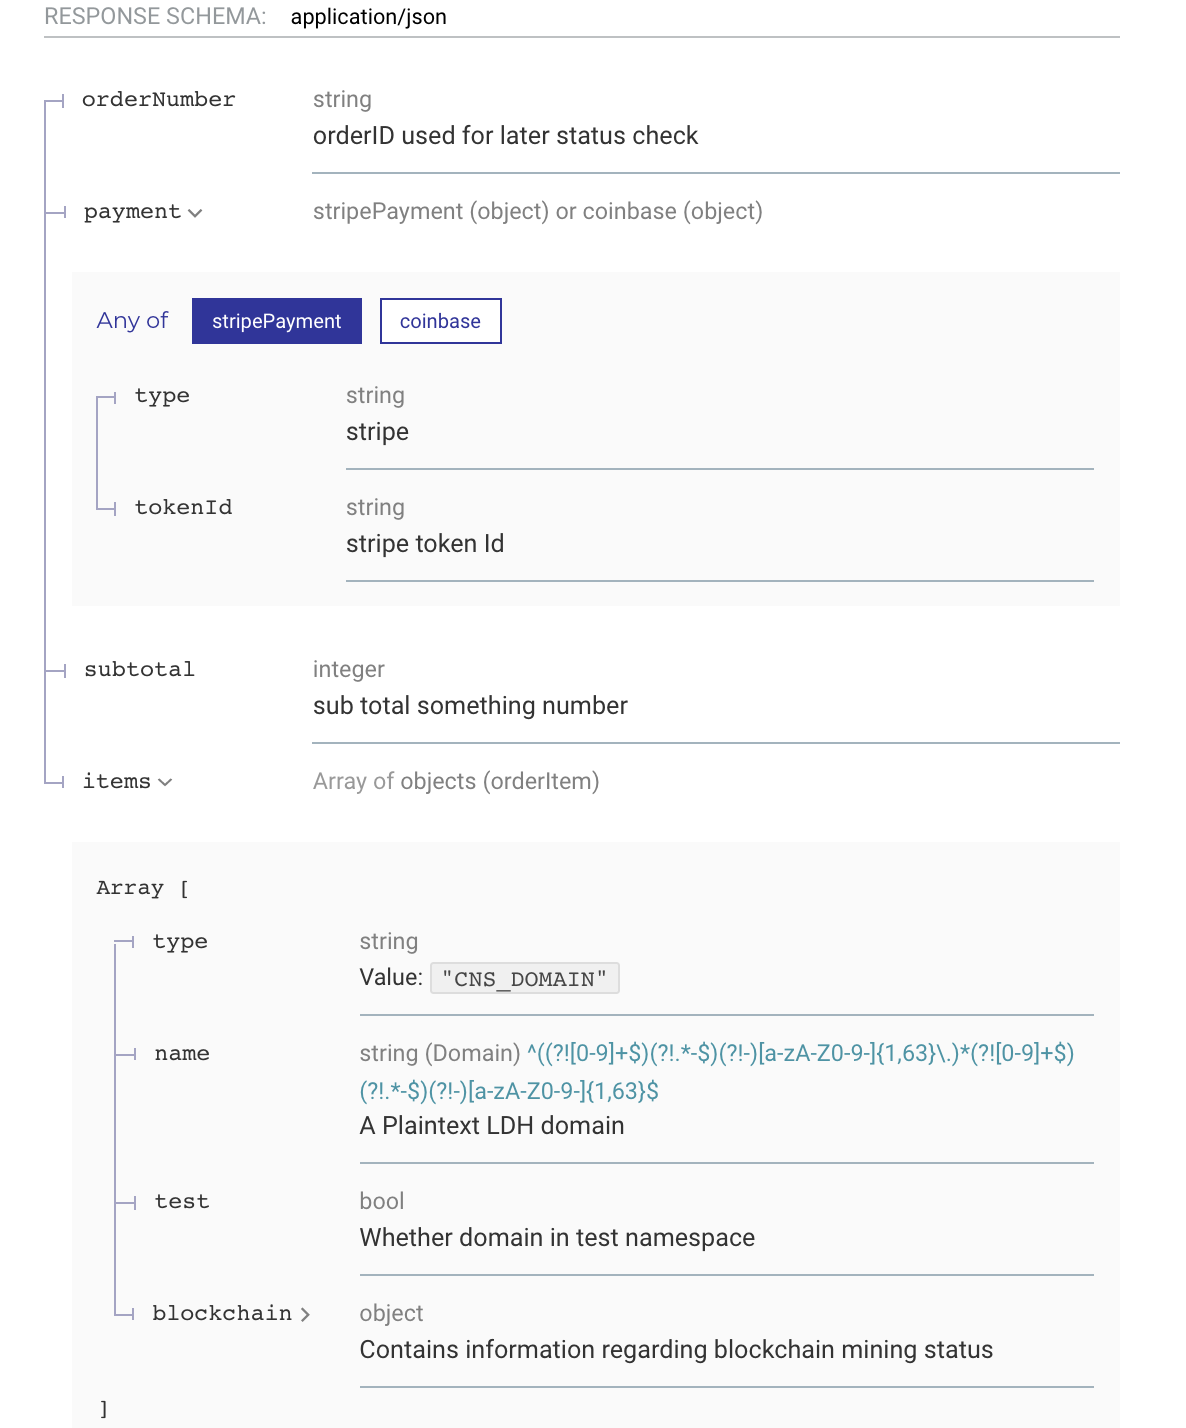 RESPONSE SCHEMA: application/json
orderNumber string
orderID used for later status check
payment stripePayment (object) or coinbase (object)
Any of stripePayment coinbase
type string
stripe
tokenId string
stripe token Id
subtotal integer
sub total something number
items Array of objects (orderItem)
Array [
type string
Value: "CNS_DOMAIN"
name string (Domain) ^((?![0-9]+$)(?!.*-$)(?!-)[a-zA-Z0-9-]{1,63}\.)*(?![0-9]+$)
(?!.*-$)(?!-)[a-zA-Z0-9-]{1,63}$
A Plaintext LDH domain
test bool
Whether domain in test namespace
blockchain object
Contains information regarding blockchain mining status
]